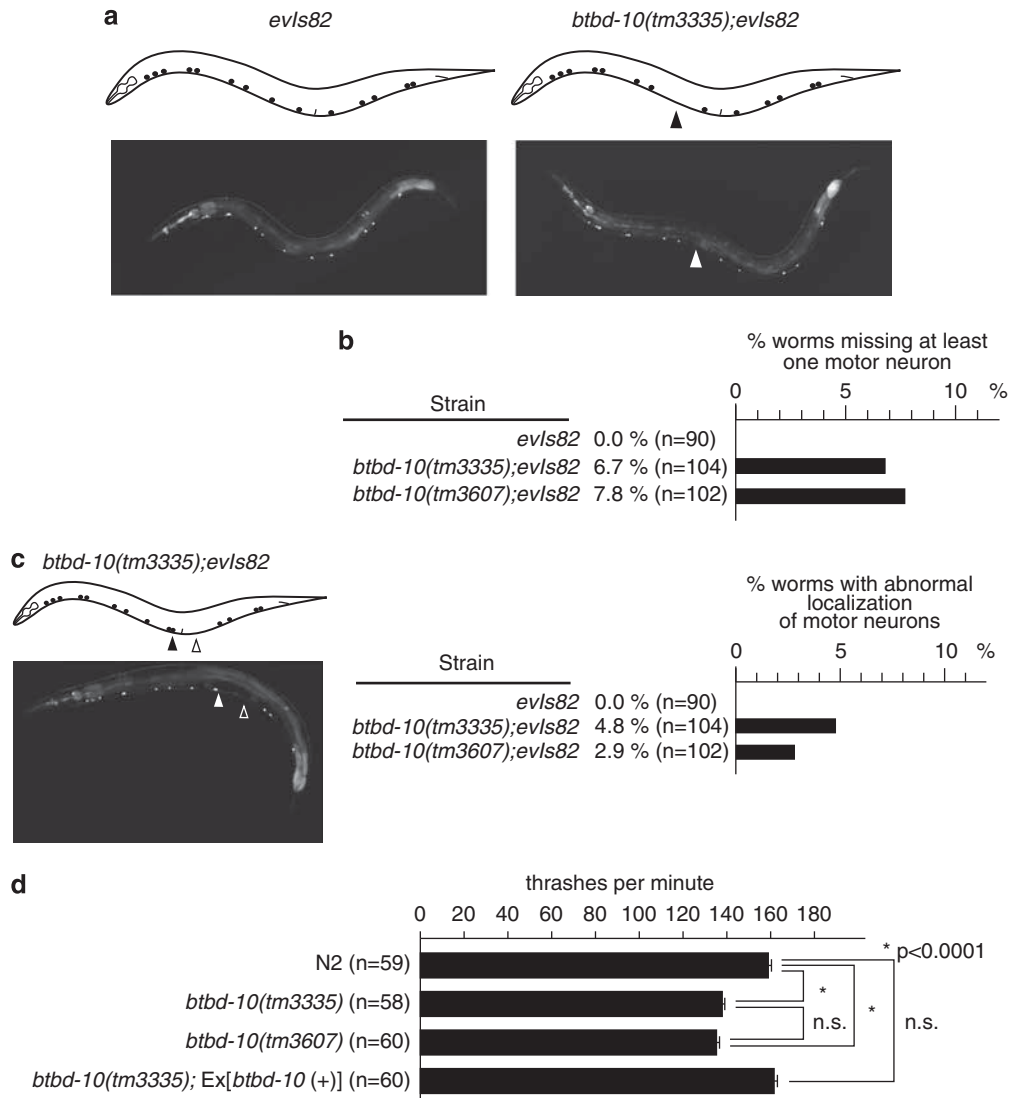 a
evIs82
btbd-10(tm3335);evIs82
b
% worms missing at least
one motor neuron
0 5 10 %
Strain
evIs82 0.0 % (n=90)
btbd-10(tm3335);evIs82 6.7 % (n=104)
btbd-10(tm3607);evIs82 7.8 % (n=102)
c btbd-10(tm3335);evIs82
% worms with abnormal
localization
of motor neurons
0 5 10 %
Strain
evIs82 0.0 % (n=90)
btbd-10(tm3335);evIs82 4.8 % (n=104)
btbd-10(tm3607);evIs82 2.9 % (n=102)
d
thrashes per minute
0 20 40 60 80 100 120 140 160 180
* p<0.0001
N2 (n=59)
*
btbd-10(tm3335) (n=58)
n.s. * n.s.
btbd-10(tm3607) (n=60)
btbd-10(tm3335); Ex[btbd-10 (+)] (n=60)